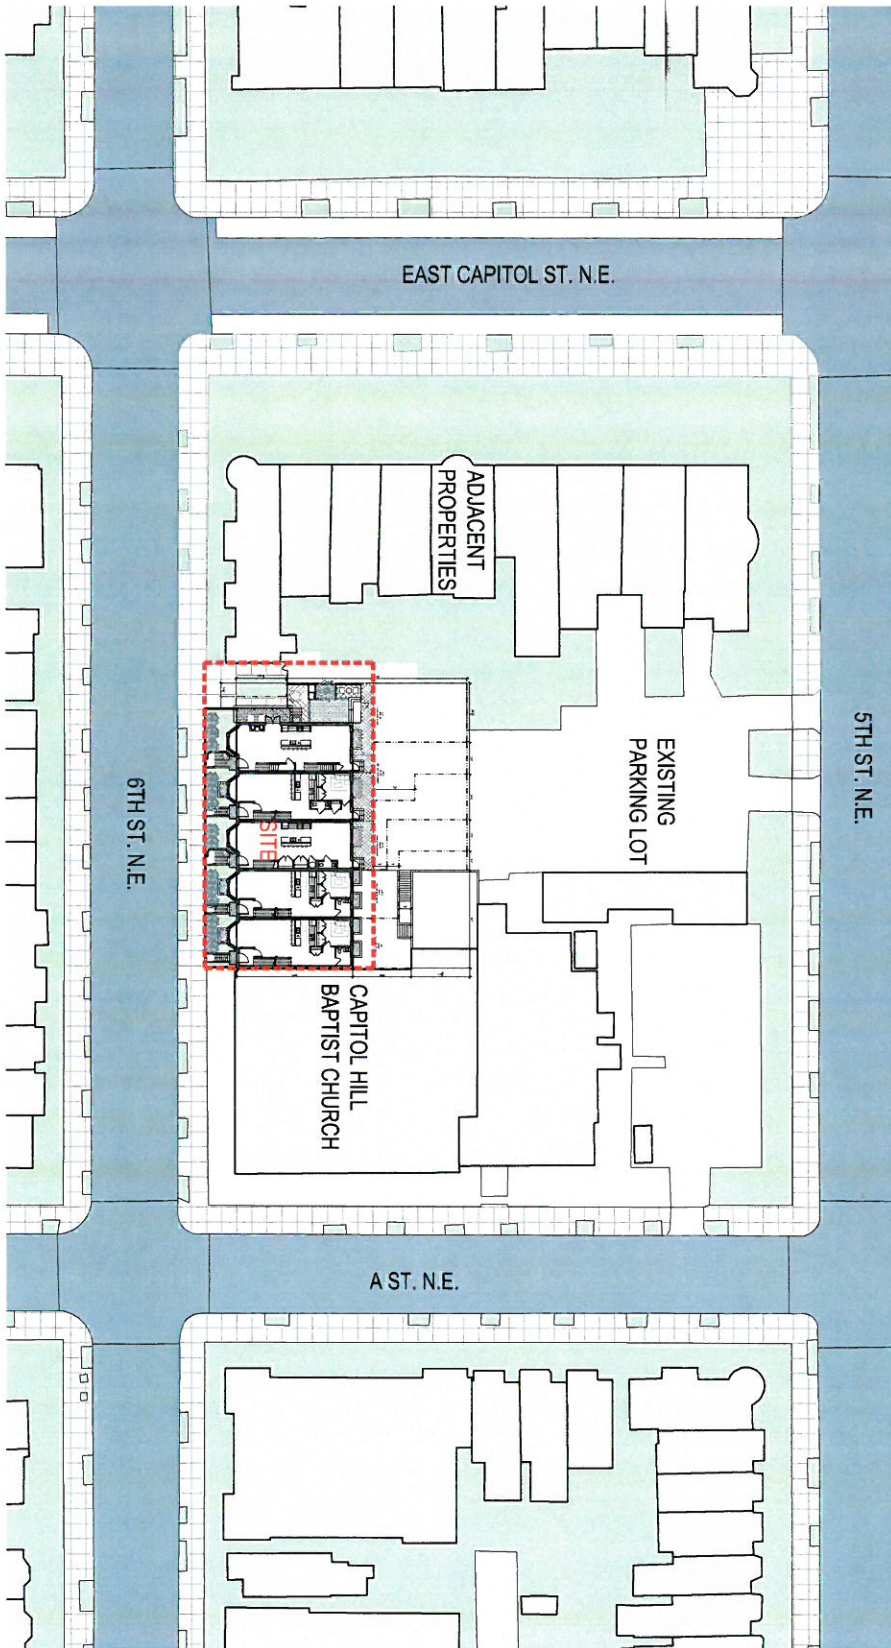 EAST CAPITOL ST. N.E.
ADJACENT
PROPERTIES
5TH ST. N.E.
EXISTING
PARKING LOT
6TH ST. N.E.
SITE
CAPITOL HILL
BAPTIST CHURCH
A ST. N.E.